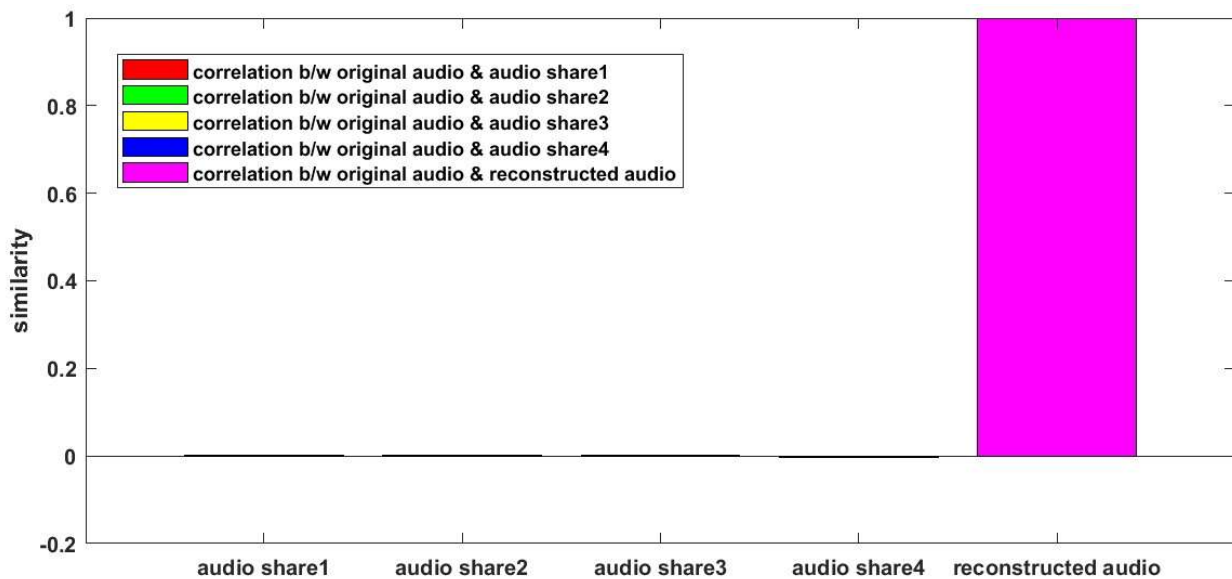 1
correlation b/w original audio & audio share1
0.8
correlation b/w original audio & audio share2
correlation b/w original audio & audio share3
correlation b/w original audio & audio share4
correlation b/w original audio & reconstructed audio
0.6
similarity
0.4
0.2
0
-0.2
audio share1 audio share2 audio share3 audio share4 reconstructed audio